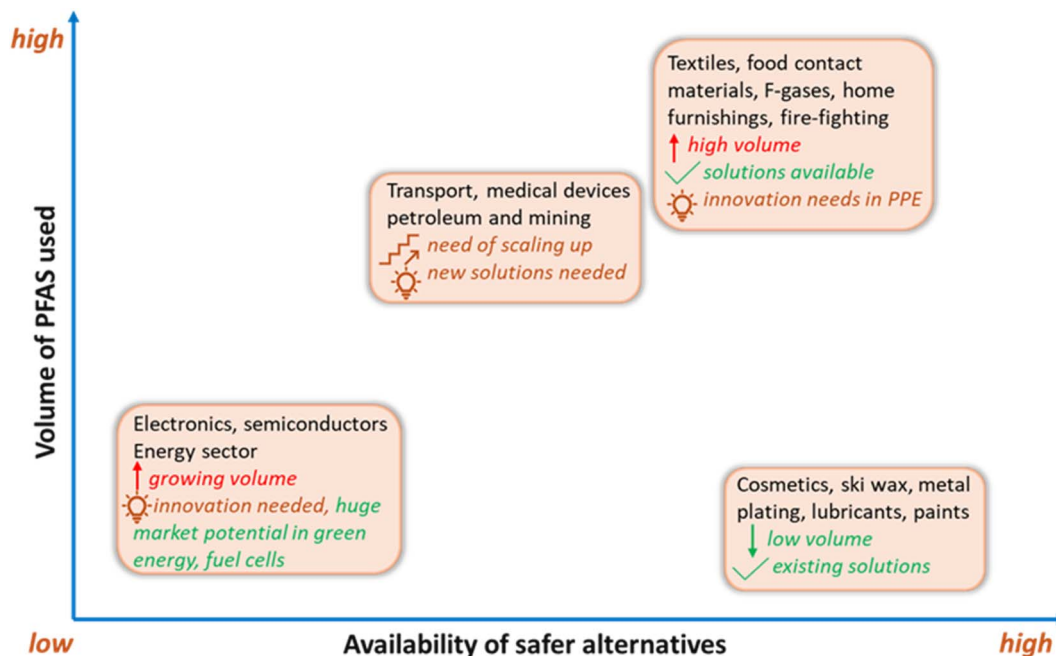 high
Textiles, food contact
materials, F-gases, home
furnishings, fire-fighting
high volume
solutions available
innovation needs in PPE
Transport, medical devices
petroleum and mining
need of scaling up
new solutions needed
Volume of PFAS used
Electronics, semiconductors
Energy sector
growing volume
innovation needed, huge
market potential in green
energy, fuel cells
Cosmetics, ski wax, metal
plating, lubricants, paints
low volume
existing solutions
low
Availability of safer alternatives
high